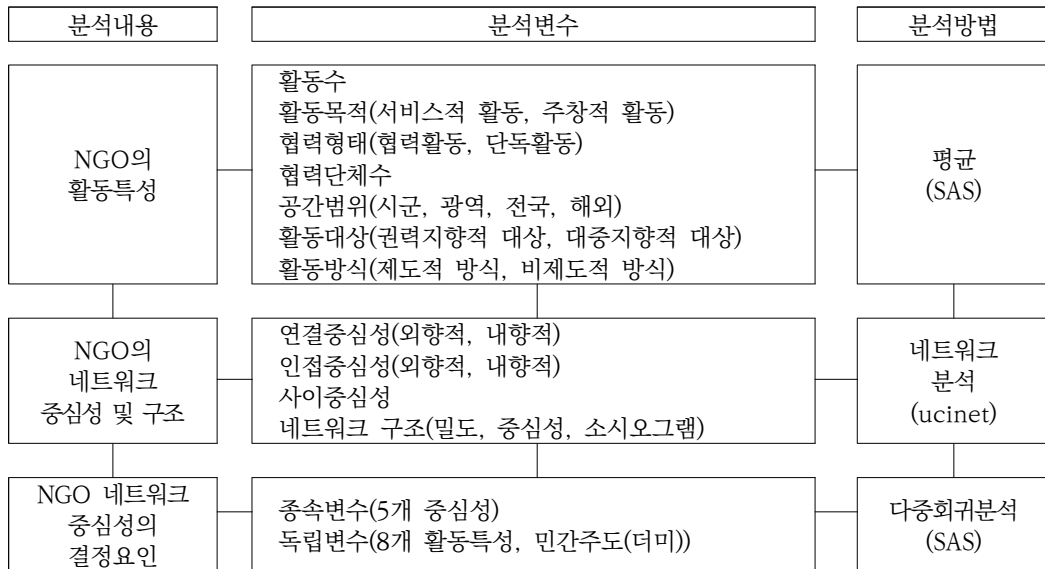 분석내용
분석변수
분석방법
NGO의
활동특성
활동수
활동목적(서비스적 활동, 주창적 활동)
협력형태(협력활동, 단독활동)
협력단체수
공간범위(시군, 광역, 전국, 해외)
활동대상(권력지향적 대상, 대중지향적 대상)
활동방식(제도적 방식, 비제도적 방식)
평균
(SAS)
NGO의
네트워크
중심성 및 구조
연결중심성(외향적, 내향적)
인접중심성(외향적, 내향적)
사이중심성
네트워크 구조(밀도, 중심성, 소시오그램)
네트워크
분석
(ucinet)
NGO 네트워크
중심성의
결정요인
종속변수(5개 중심성)
독립변수(8개 활동특성, 민간주도(더미))
다중회귀분석
(SAS)